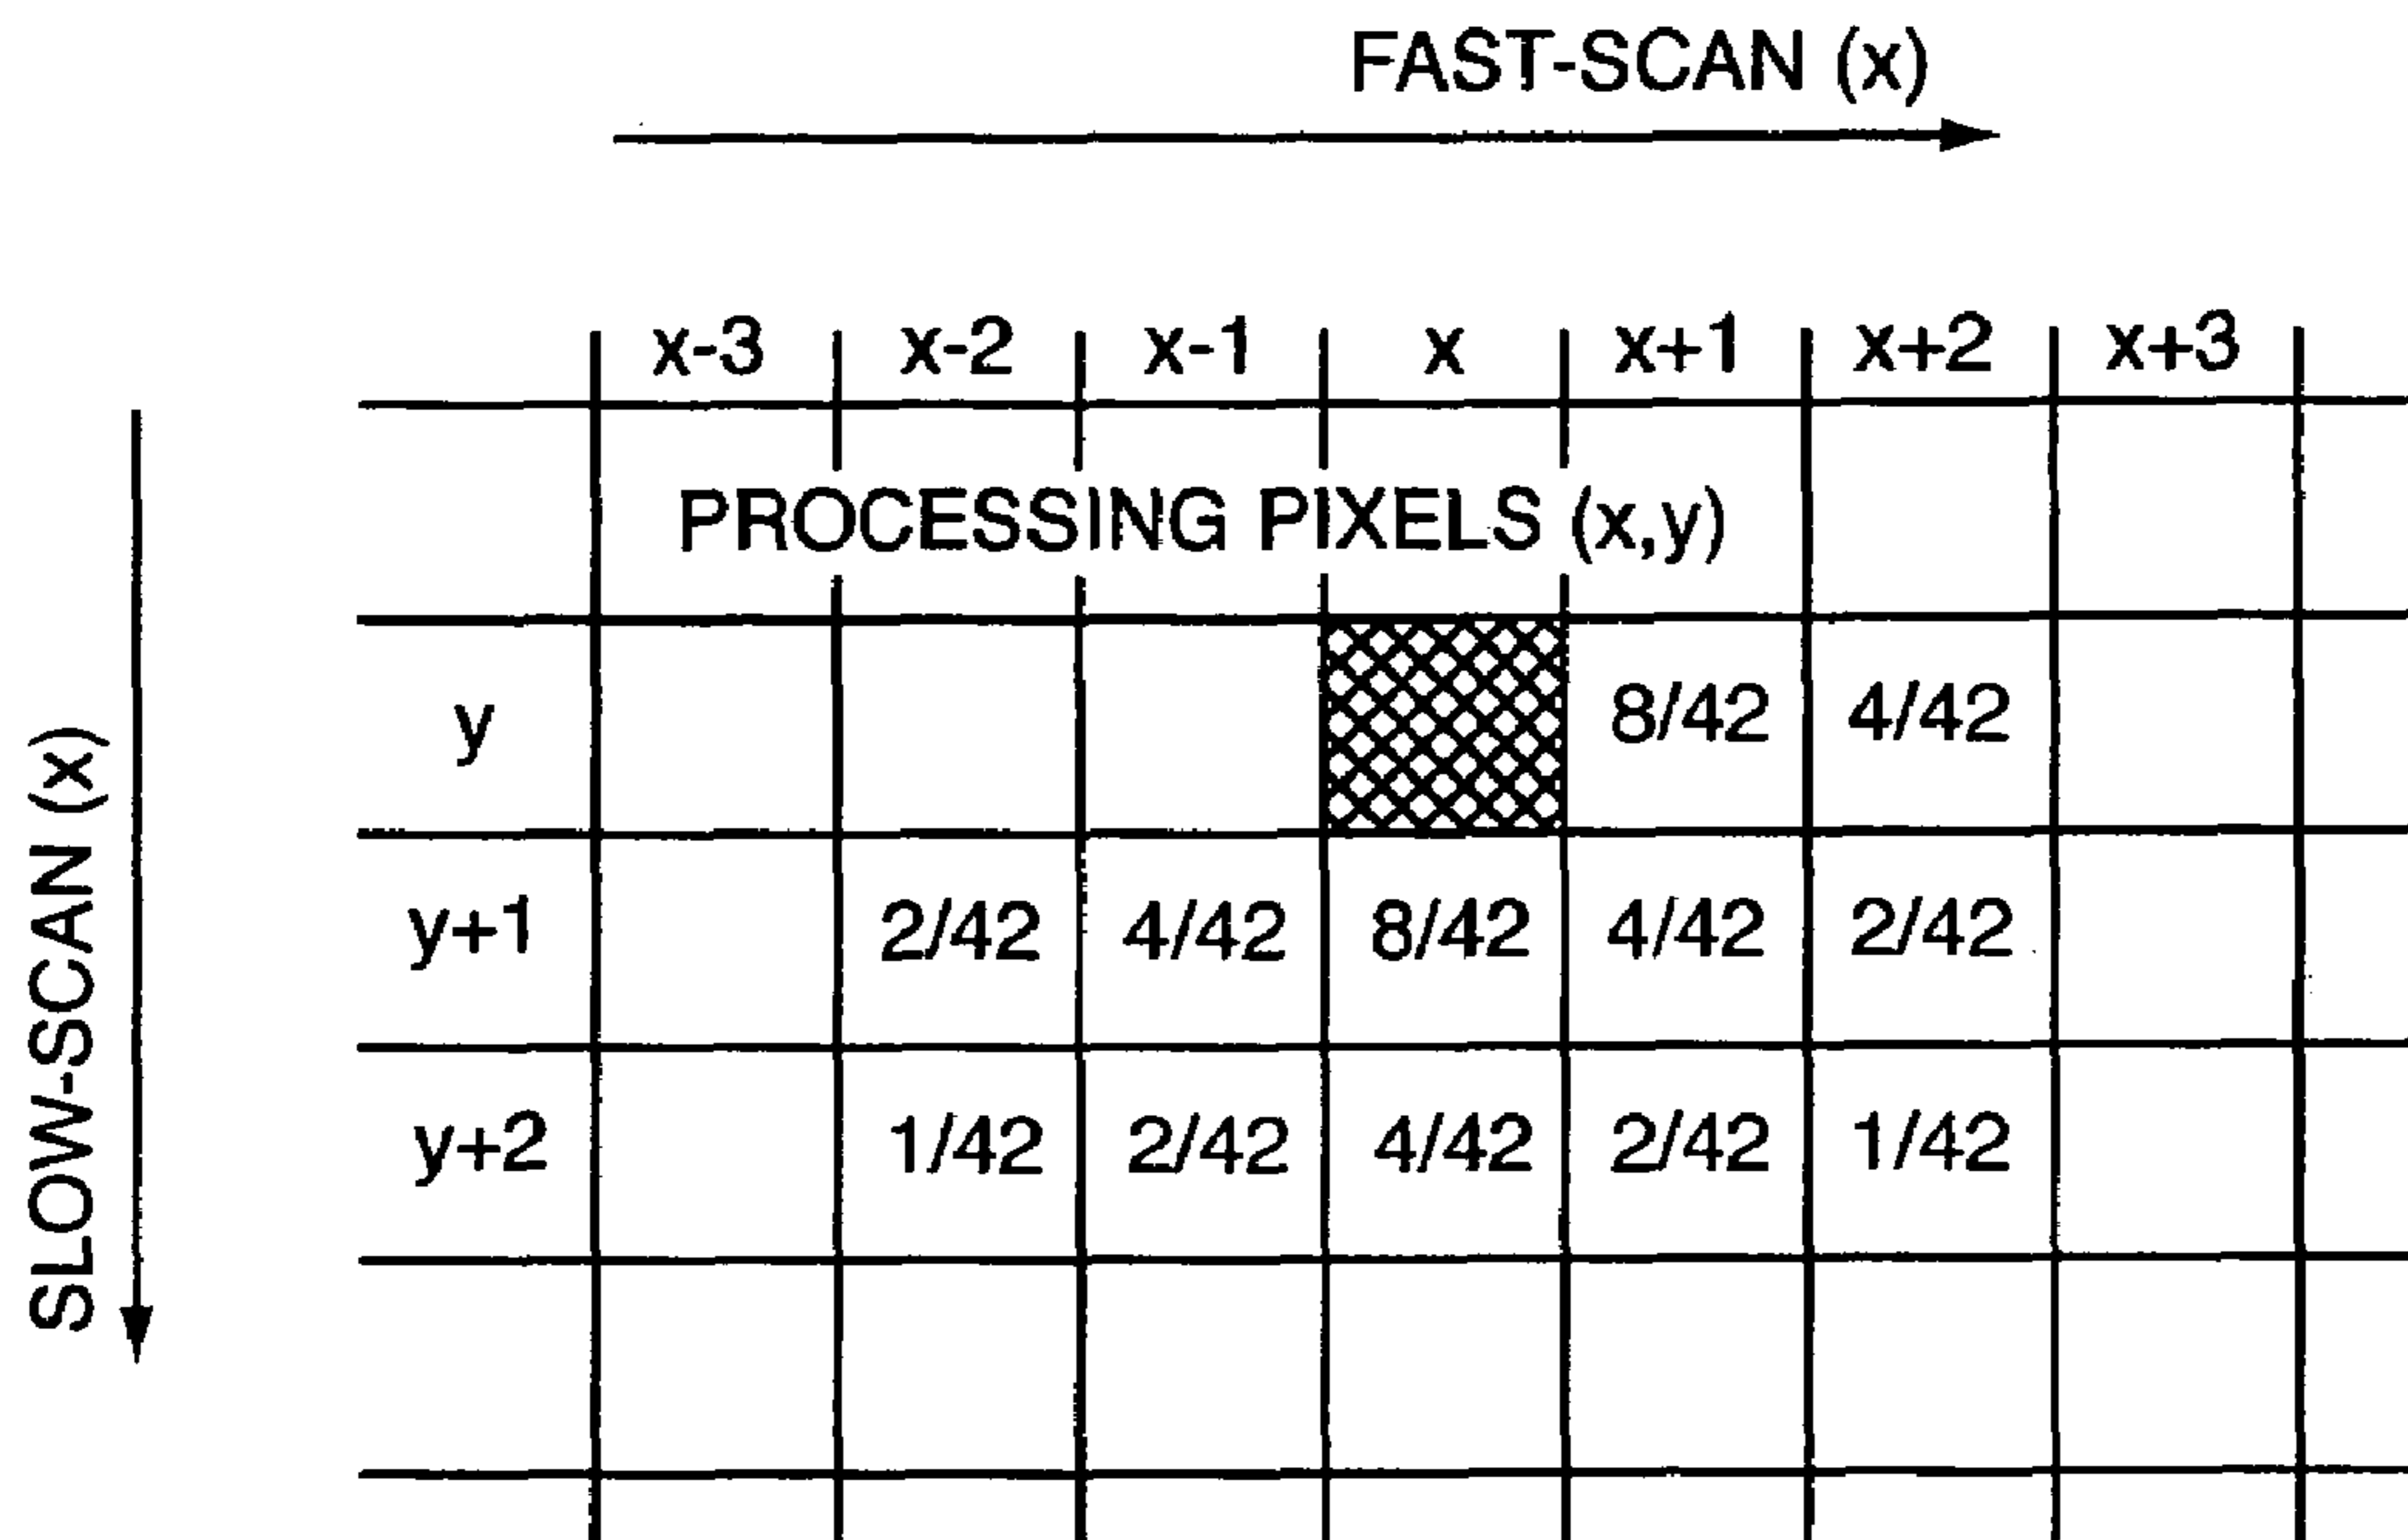 FAST-SCAN (x)
x-3 x-2 x-1 x x+1 x+2 x+3
PROCESSING PIXELS (x,y)
y 8/42 4/42
y+1 2/42 4/42 8/42 4/42 2/42
y+2 1/42 2/42 4/42 2/42 1/42
SLOW-SCAN (x)